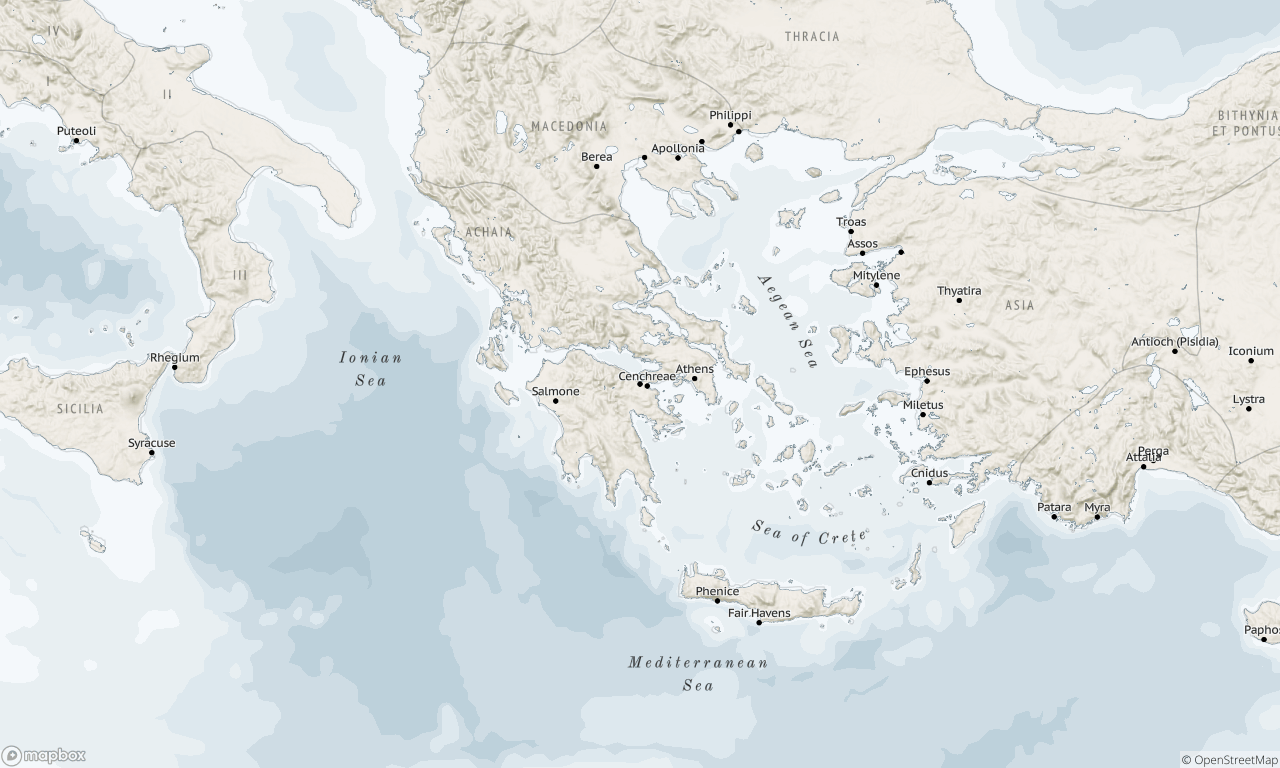 IV
THRACIA
I
II
Philippi
BITHYNIA
ET PONTUS
Puteoli
MACEDONIA
Apollonia
Berea
Troas
ACHAIA
Assos
Mitylene
III
Thyatira
Aegean Sea
ASIA
Antioch (Pisidia)
Iconium
Ionian
Sea
Rhegium
Athens
Ephesus
Cenchreae
Salmone
Lystra
SICILIA
Miletus
Syracuse
Perga
Attalia
Cnidus
Patara
Myra
Sea of Crete
Phenice
Fair Havens
Paphos
Mediterranean
Sea
mapbox
© OpenStreetMap